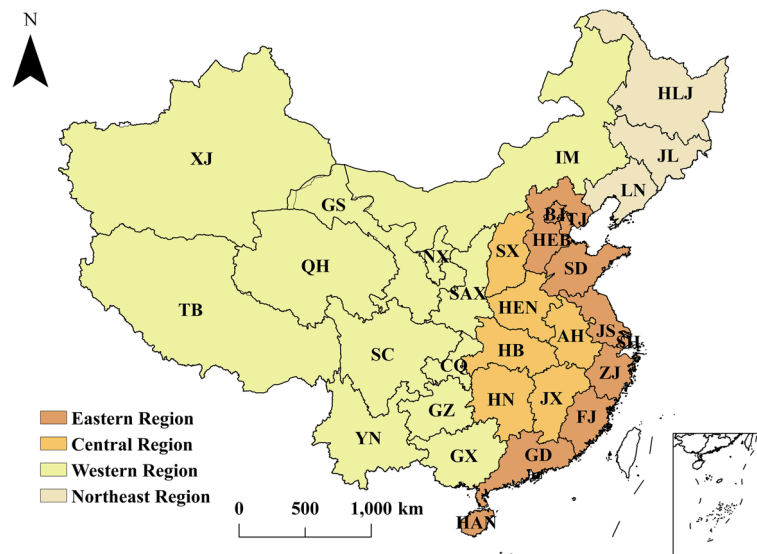 N
HLJ
XJ
IM
JL
LN
GS
BJ
TJ
HEB
NX
SX
QH
SD
SAX
TB
HEN
JS
SH
AH
SC
HB
CQ
ZJ
HN
JX
GZ
FJ
YN
GX
GD
HAN
Eastern Region
Central Region
Western Region
Northeast Region
0 500 1,000 km